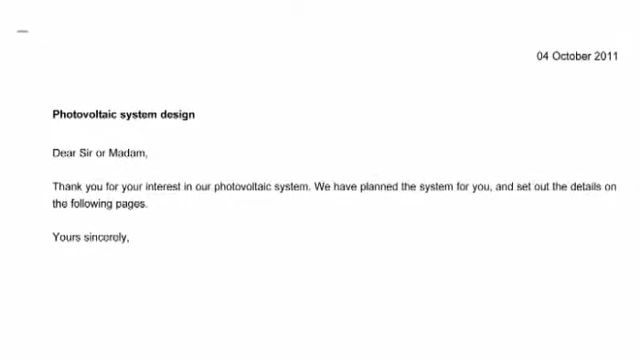 04 October 2011
Photovoltaic system design
Dear Sir or Madam,
Thank you for your interest in our photovoltaic system. We have planned the system for you, and set out the details on
the following pages.
Yours sincerely,